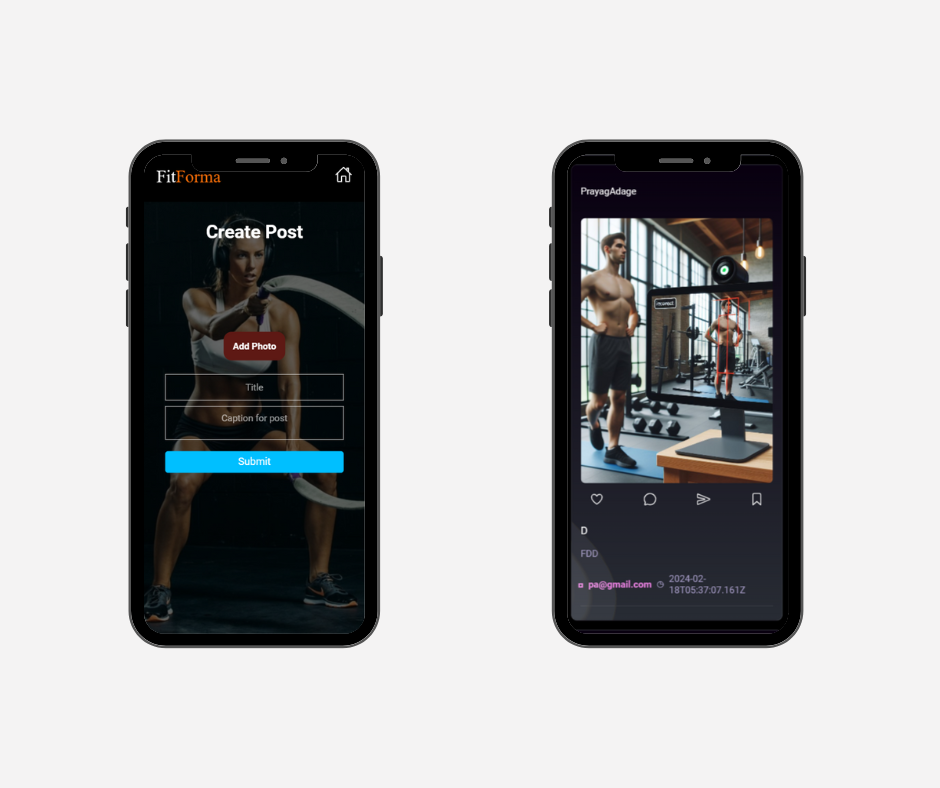 FitForma
Create Post
Add Photo
Title
Caption for post
Submit
PrayagAdage
D
FDD
pa@gmail.com
2024-02-
18T05:37:07.161Z